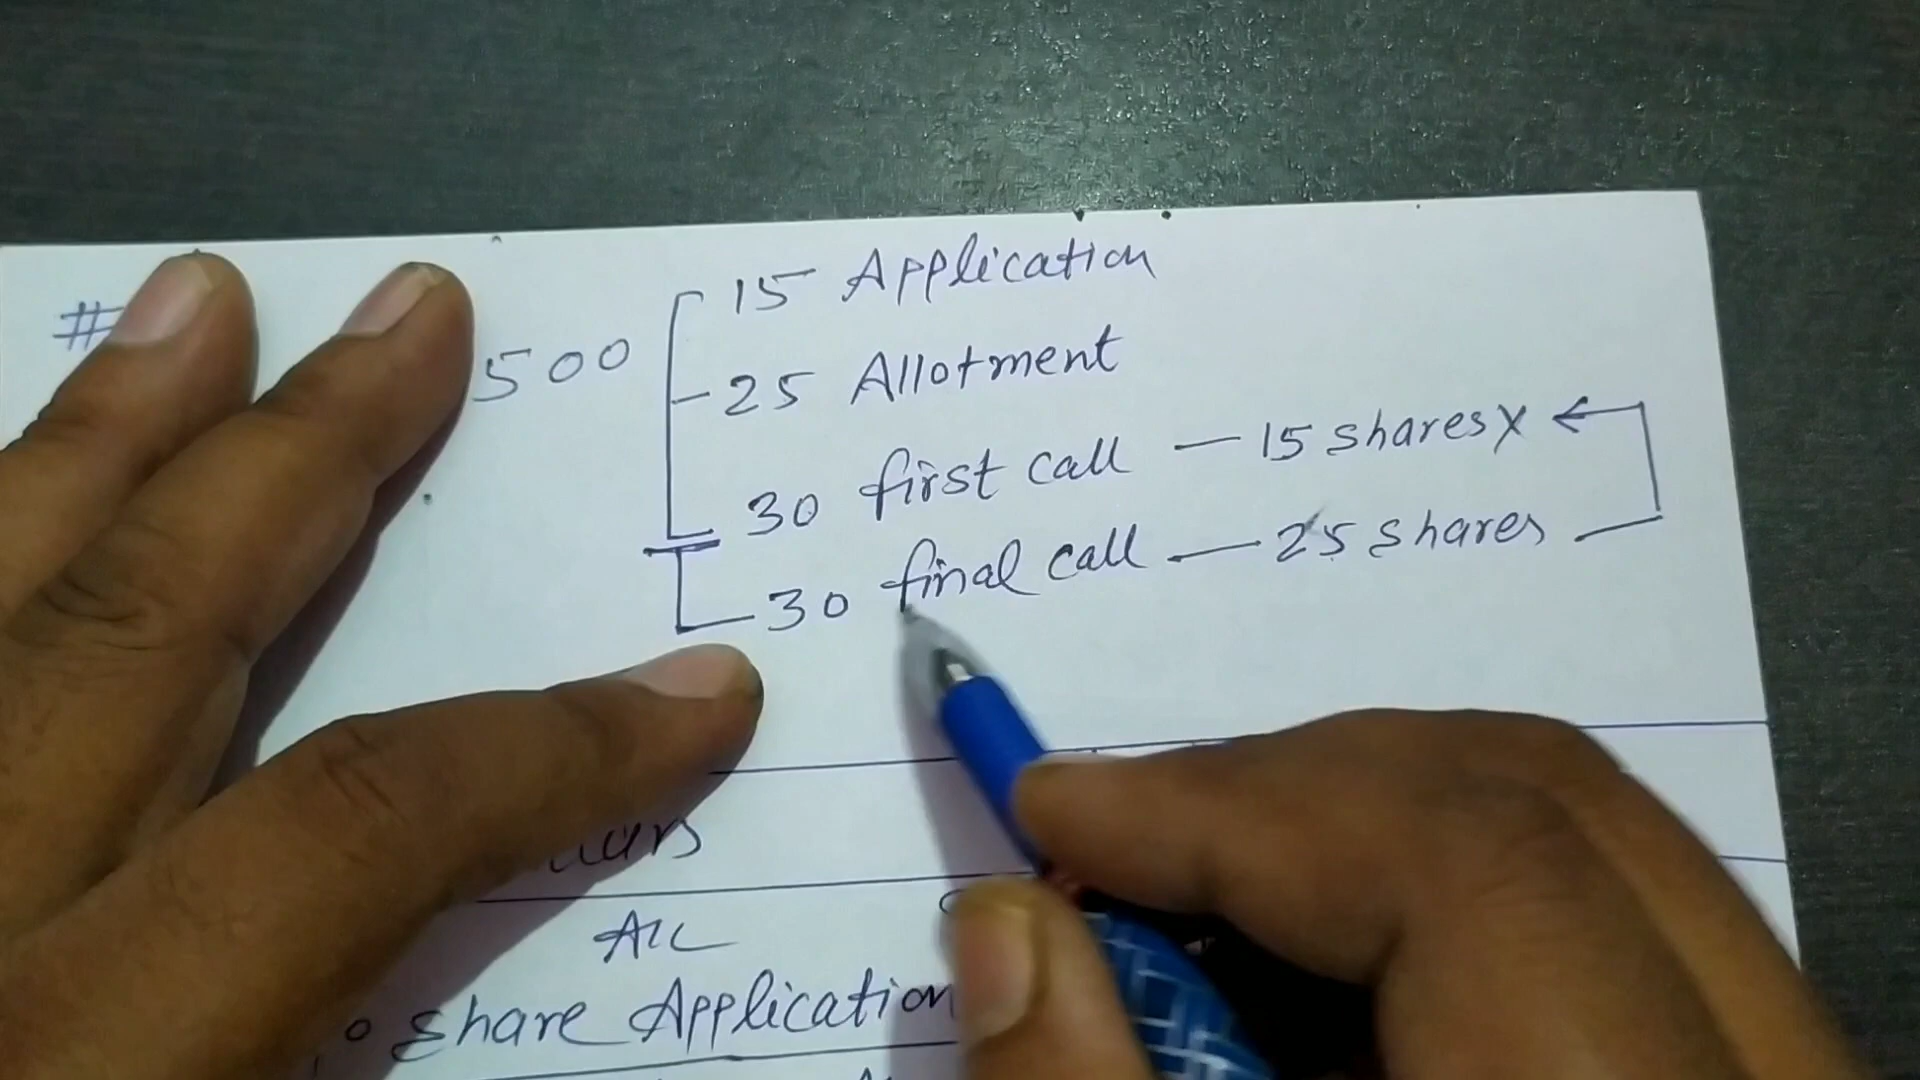 #
500
15 Application
25 Allotment
30 first call — 15 shares X
30 final call — 25 shares
A/c
Share Application